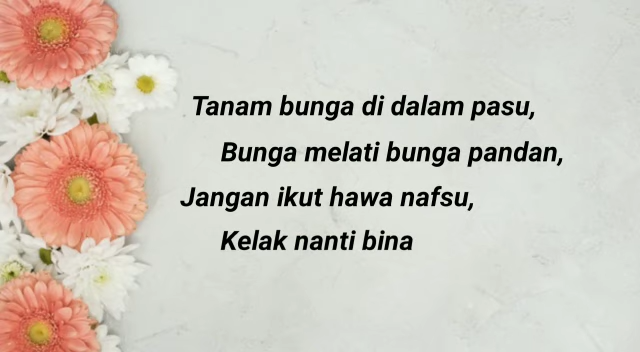 Tanam bunga di dalam pasu,
Bunga melati bunga pandan,
Jangan ikut hawa nafsu,
Kelak nanti bina